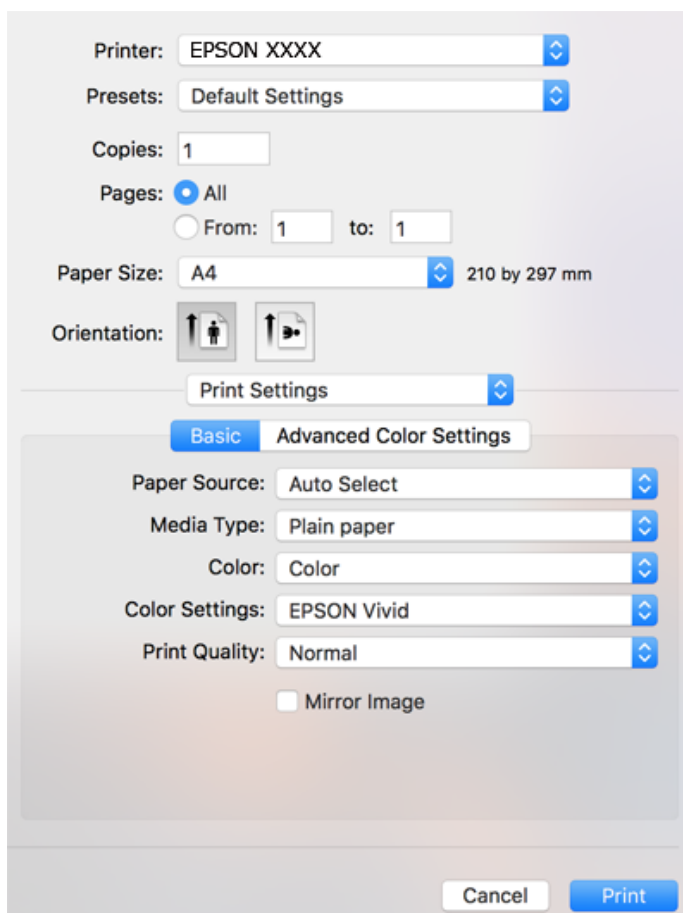 Printer: EPSON XXXX
Presets: Default Settings
Copies: 1
Pages: All
From: 1 to: 1
Paper Size: A4 210 by 297 mm
Orientation:
Print Settings
Basic Advanced Color Settings
Paper Source: Auto Select
Media Type: Plain paper
Color: Color
Color Settings: EPSON Vivid
Print Quality: Normal
Mirror Image
Cancel Print